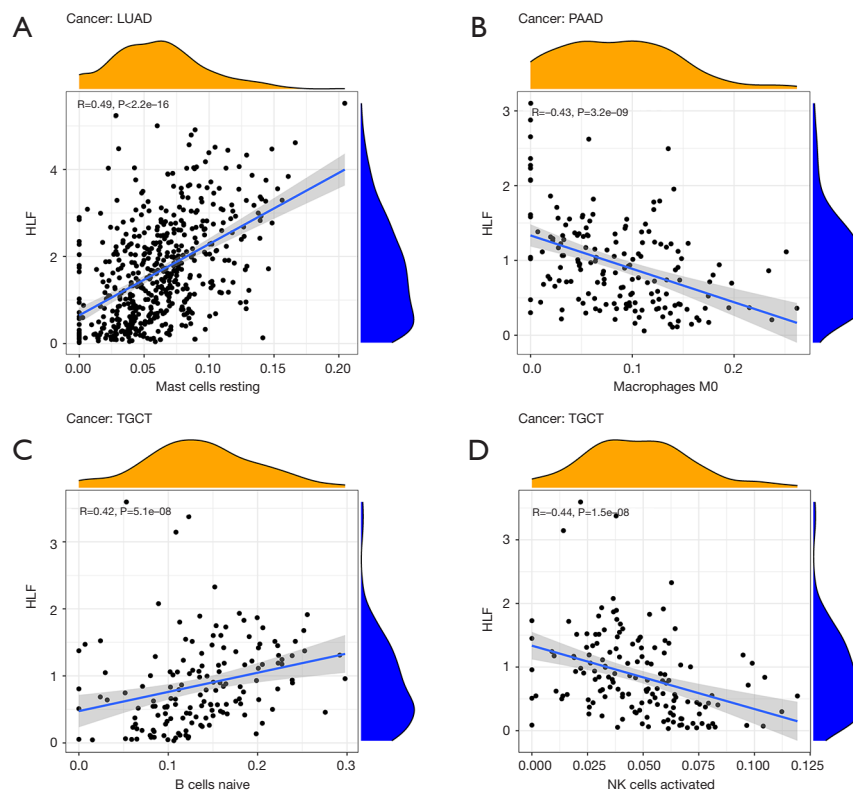 A
Cancer: LUAD
R=0.49, P<2.2e–16
HLF
4
2
0
0.00 0.05 0.10 0.15 0.20
Mast cells resting
B
Cancer: PAAD
R=–0.43, P=3.2e–09
HLF
3
2
1
0
0.0 0.1 0.2
Macrophages M0
C
Cancer: TGCT
R=0.42, P=5.1e–08
HLF
3
2
1
0
0.0 0.1 0.2 0.3
B cells naive
D
Cancer: TGCT
R=–0.44, P=1.5e–08
HLF
3
2
1
0
0.000 0.025 0.050 0.075 0.100 0.125
NK cells activated